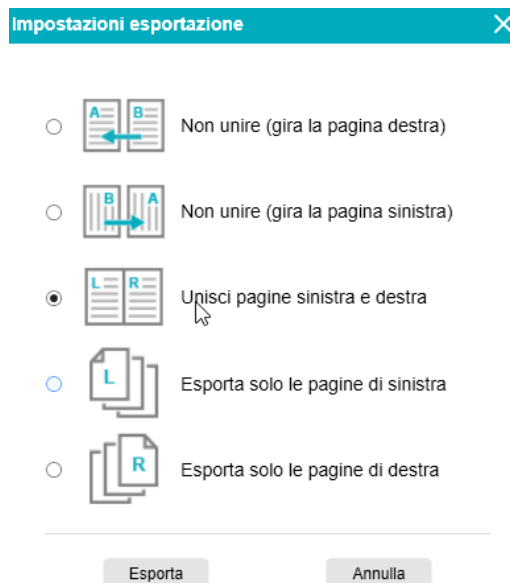 Impostazioni esportazione
A B
Non unire (gira la pagina destra)
B A
Non unire (gira la pagina sinistra)
L R
Unisci pagine sinistra e destra
L
Esporta solo le pagine di sinistra
R
Esporta solo le pagine di destra
Esporta Annulla